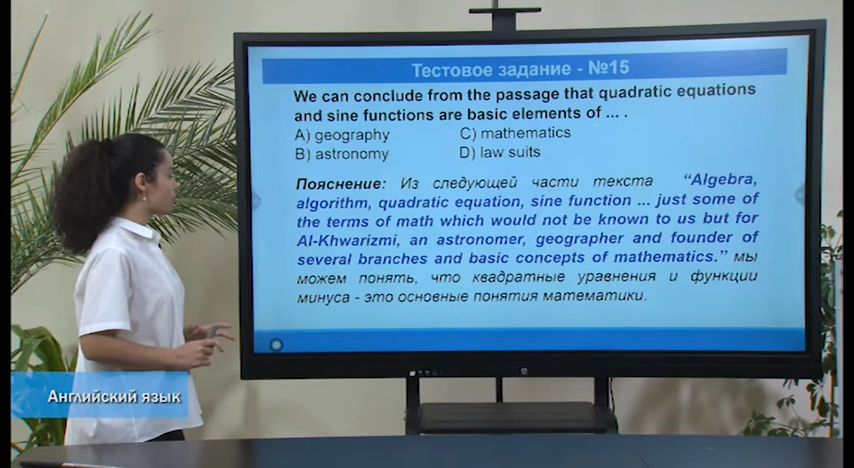 Тестовое задание - №15
We can conclude from the passage that quadratic equations
and sine functions are basic elements of ... .
A) geography C) mathematics
B) astronomy D) law suits
Пояснение: Из следующей части текста "Algebra,
algorithm, quadratic equation, sine function ... just some of
the terms of math which would not be known to us but for
Al-Khwarizmi, an astronomer, geographer and founder of
several branches and basic concepts of mathematics." мы
можем понять, что квадратные уравнения и функции
минуса - это основные понятия математики.
Английский язык